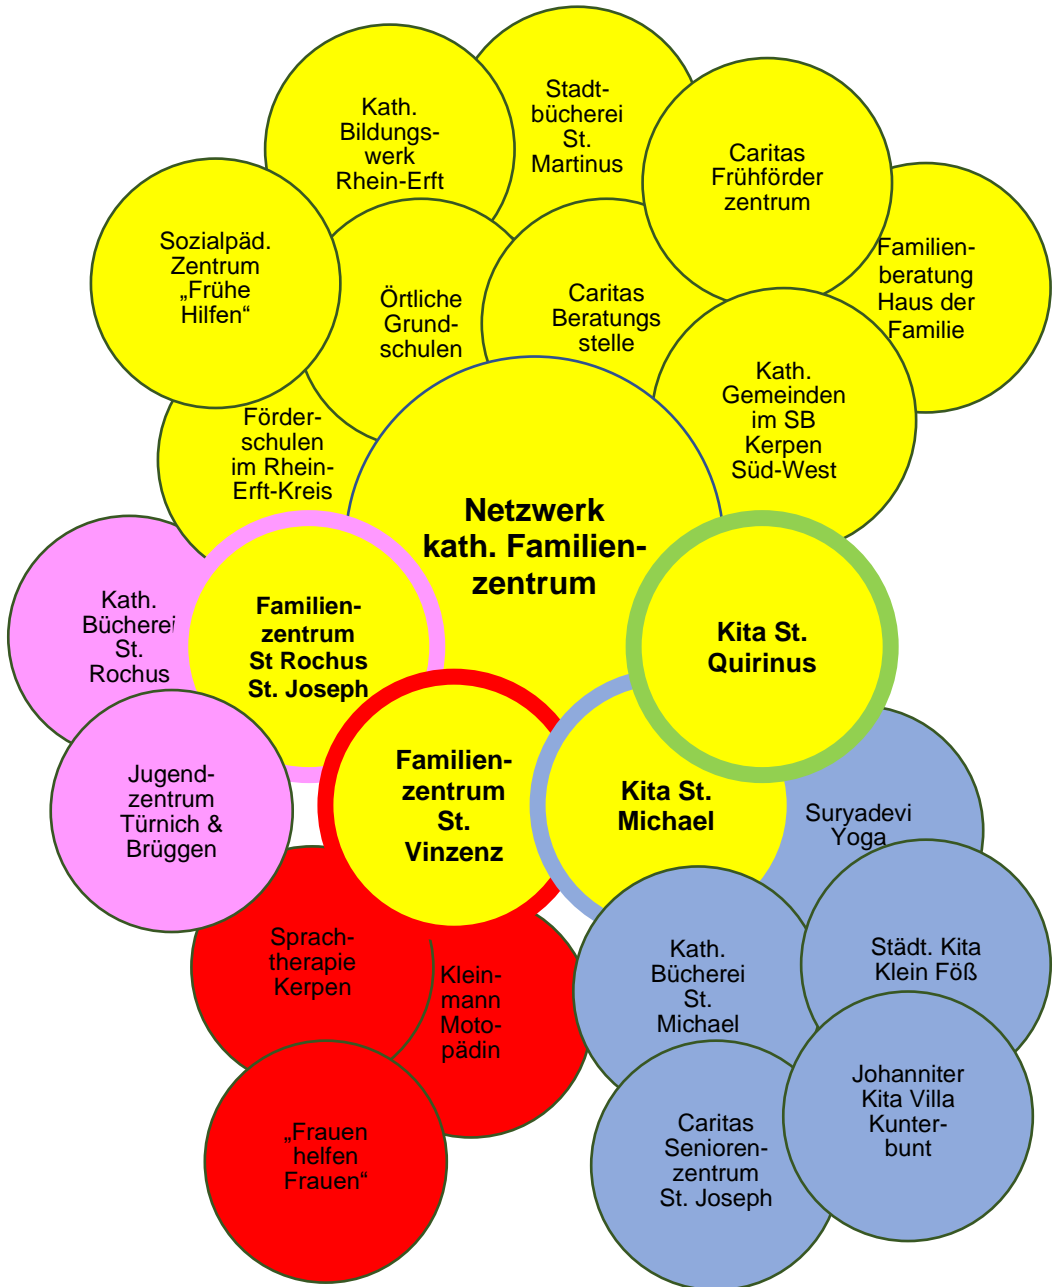 Stadt-
bücherei
St.
Martinus
Kath.
Bildungs-
werk
Rhein-Erft
Caritas
Frühförder
zentrum
Sozialpäd.
Zentrum
„Frühe
Hilfen“
Familien-
beratung
Haus der
Familie
Örtliche
Grund-
schulen
Caritas
Beratungs
stelle
Kath.
Gemeinden
im SB
Kerpen
Süd-West
Förder-
schulen
im Rhein-
Erft-Kreis
Netzwerk
kath. Familien-
zentrum
Kath.
Bücherei
St.
Rochus
Familien-
zentrum
St Rochus
St. Joseph
Kita St.
Quirinus
Jugend-
zentrum
Türnich &
Brüggen
Familien-
zentrum
St.
Vinzenz
Kita St.
Michael
Suryadevi
Yoga
Sprach-
therapie
Kerpen
Klein-
mann
Moto-
pädin
Kath.
Bücherei
St.
Michael
Städt. Kita
Klein Föß
„Frauen
helfen
Frauen“
Caritas
Senioren-
zentrum
St. Joseph
Johanniter
Kita Villa
Kunter-
bunt